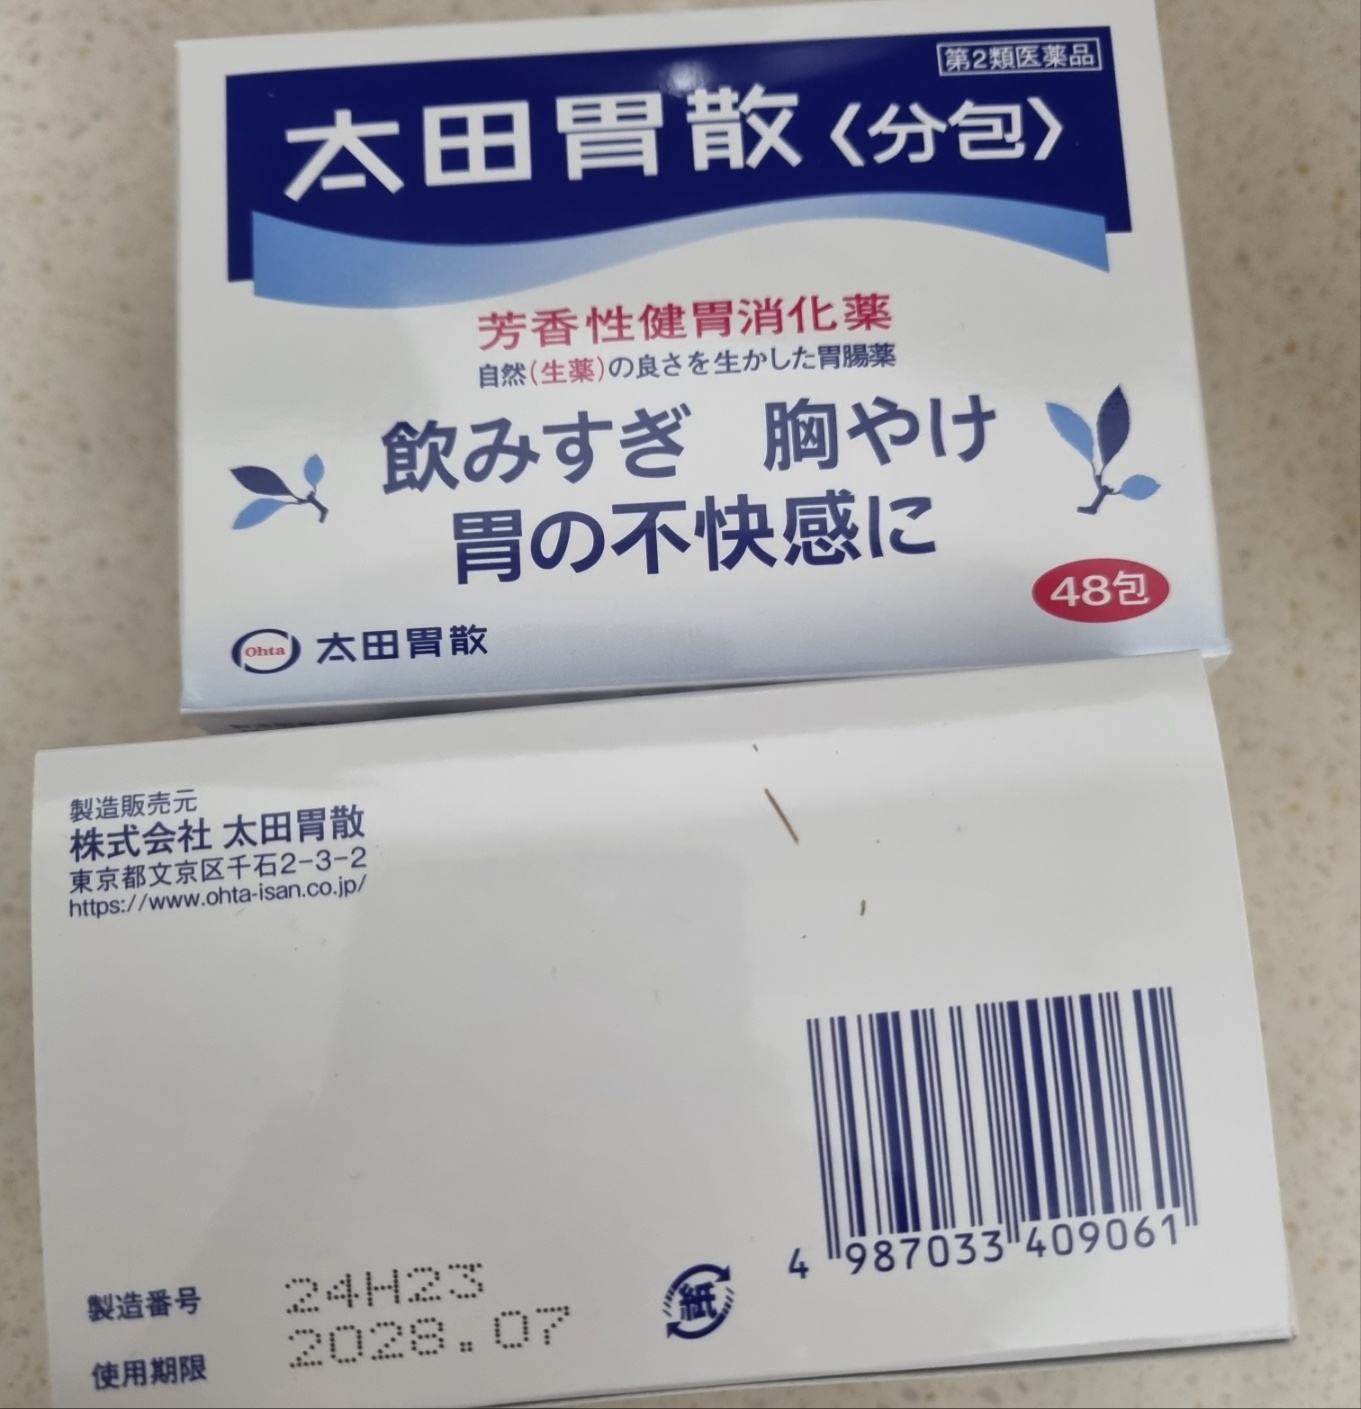 第2類医薬品
太田胃散〈分包〉
芳香性健胃消化薬
自然(生薬)の良さを生かした胃腸薬
飲みすぎ 胸やけ
胃の不快感に
48包
Ohta 太田胃散
製造販売元
株式会社 太田胃散
東京都文京区千石2-3-2
https://www.ohta-isan.co.jp/
4 987033 409061
紙
製造番号 24H23
使用期限 2028.07